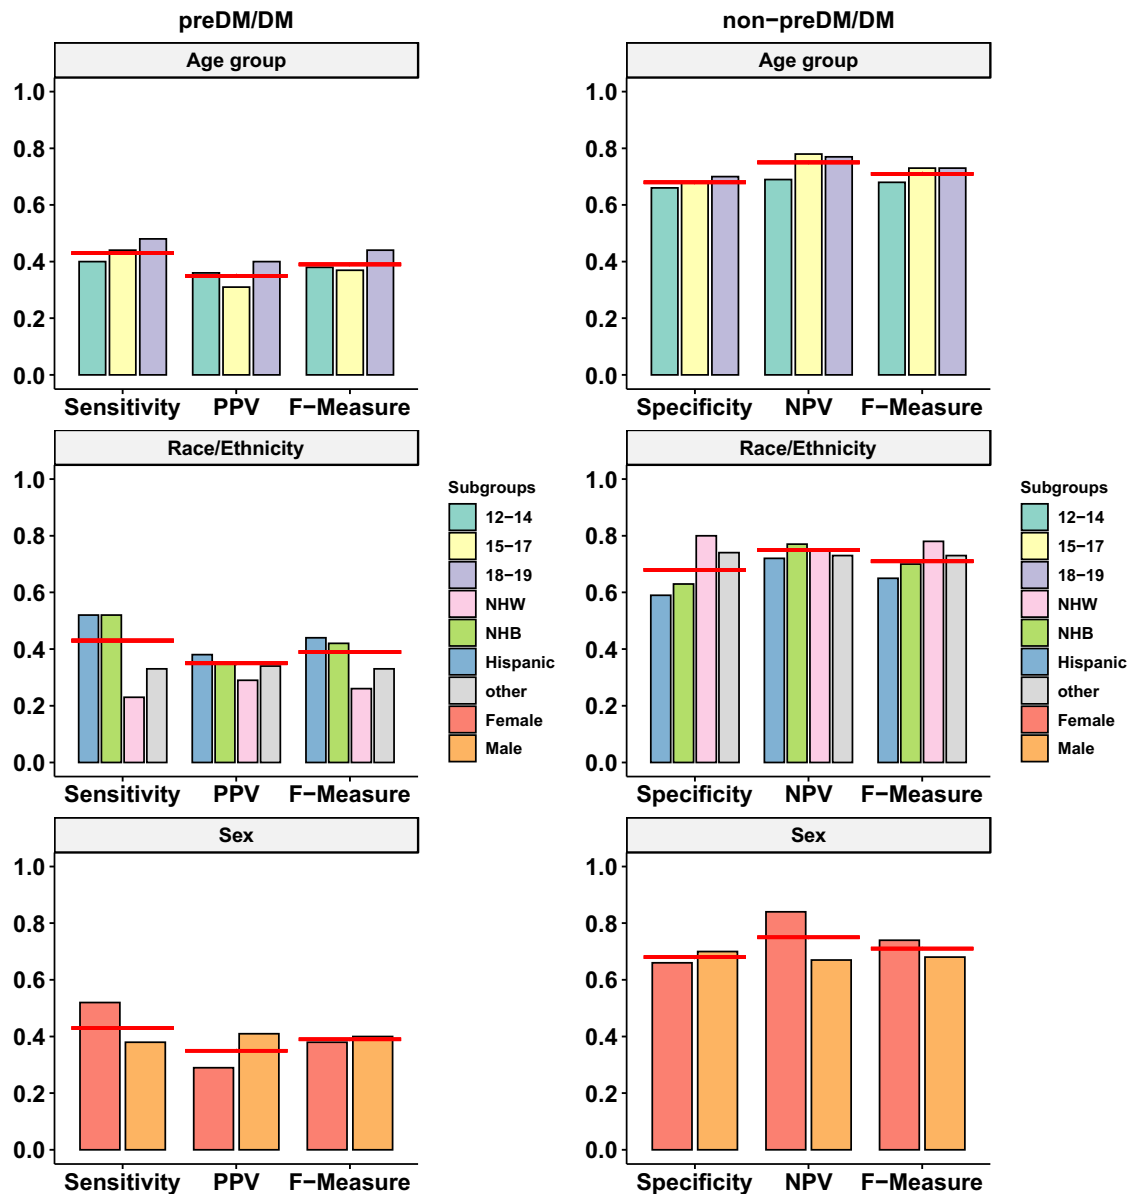 preDM/DM
non−preDM/DM
Age group
1.0
0.8
0.6
0.4
0.2
0.0
Sensitivity PPV F−Measure
Age group
1.0
0.8
0.6
0.4
0.2
0.0
Specificity NPV F−Measure
Race/Ethnicity
1.0
0.8
0.6
0.4
0.2
0.0
Sensitivity PPV F−Measure
Subgroups
12−14
15−17
18−19
NHW
NHB
Hispanic
other
Female
Male
Race/Ethnicity
1.0
0.8
0.6
0.4
0.2
0.0
Specificity NPV F−Measure
Subgroups
12−14
15−17
18−19
NHW
NHB
Hispanic
other
Female
Male
Sex
1.0
0.8
0.6
0.4
0.2
0.0
Sensitivity PPV F−Measure
Sex
1.0
0.8
0.6
0.4
0.2
0.0
Specificity NPV F−Measure